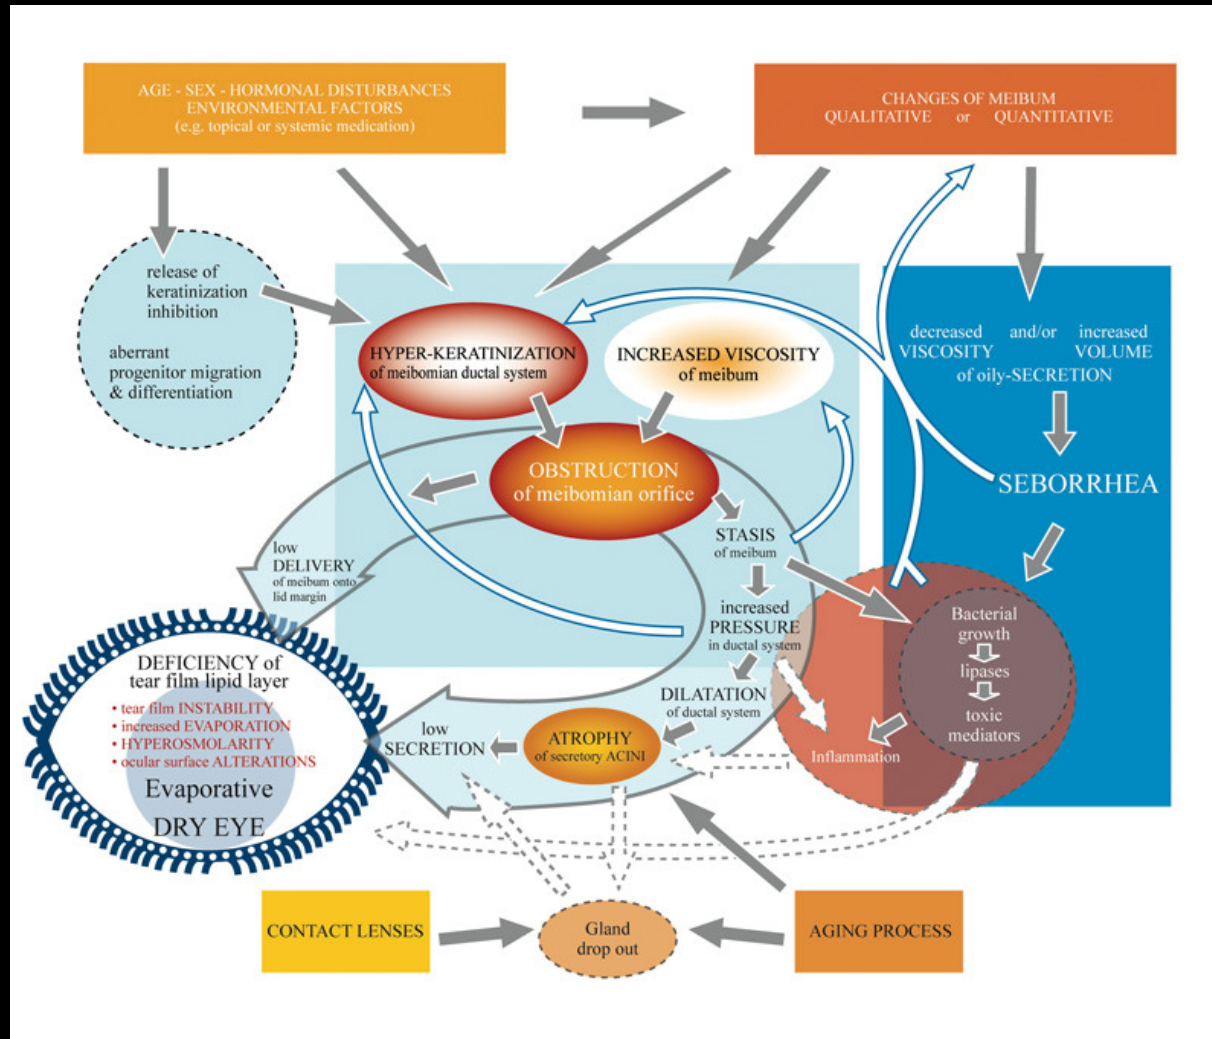 AGE - SEX - HORMONAL DISTURBANCES
ENVIRONMENTAL FACTORS
(e.g. topical or systemic medication)
CHANGES OF MEIBUM
QUALITATIVE or QUANTITATIVE
release of
keratinization
inhibition
aberrant
progenitor migration
& differentiation
HYPER-KERATINIZATION
of meibomian ductal system
INCREASED VISCOSITY
of meibum
decreased and/or increased
VISCOSITY VOLUME
of oily-SECRETION
SEBORRHEA
OBSTRUCTION
of meibomian orifice
STASIS
of meibum
low
DELIVERY
of meibum onto
lid margin
increased
PRESSURE
in ductal system
Bacterial
growth
lipases
toxic
mediators
Inflammation
DILATATION
of ductal system
ATROPHY
of secretory ACINI
low
SECRETION
DEFICIENCY of
tear film lipid layer
• tear film INSTABILITY
• increased EVAPORATION
• HYPEROSMOLARITY
• ocular surface ALTERATIONS
Evaporative
DRY EYE
CONTACT LENSES
Gland
drop out
AGING PROCESS